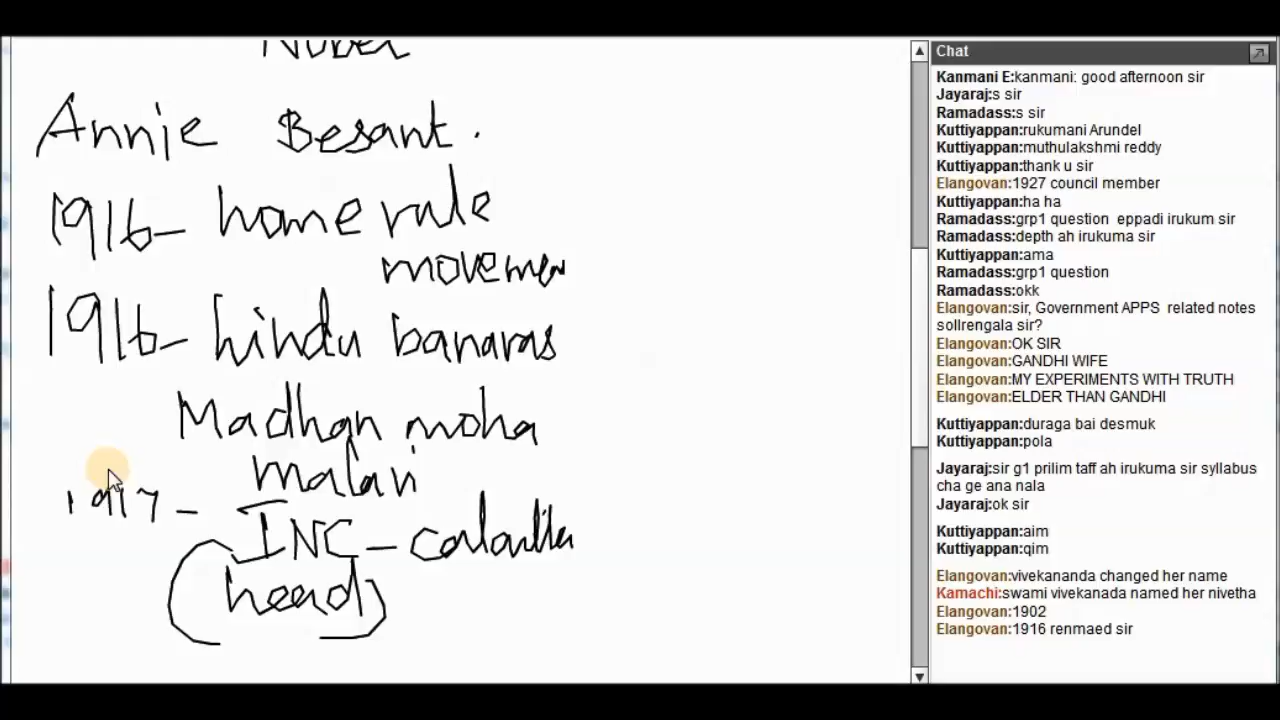 Nobel
Annie Besant.
1916- home rule
movemen
1916- hindu banaras
Madhan moha
malavi
1917 -
INC - calcutta
(head)
Chat
Kanmani E:kanmani: good afternoon sir
Jayaraj:s sir
Ramadass:s sir
Kuttiyappan:rukumani Arundel
Kuttiyappan:muthulakshmi reddy
Kuttiyappan:thank u sir
Elangovan:1927 council member
Kuttiyappan:ha ha
Ramadass:grp1 question eppadi irukum sir
Ramadass:depth ah irukuma sir
Kuttiyappan:ama
Ramadass:grp1 question
Ramadass:okk
Elangovan:sir, Government APPS related notes
sollrengala sir?
Elangovan:OK SIR
Elangovan:GANDHI WIFE
Elangovan:MY EXPERIMENTS WITH TRUTH
Elangovan:ELDER THAN GANDHI
Kuttiyappan:duraga bai desmuk
Kuttiyappan:pola
Jayaraj:sir g1 prilim taff ah irukuma sir syllabus
cha ge ana nala
Jayaraj:ok sir
Kuttiyappan:aim
Kuttiyappan:qim
Elangovan:vivekananda changed her name
Kamachi:swami vivekanada named her nivetha
Elangovan:1902
Elangovan:1916 renmaed sir